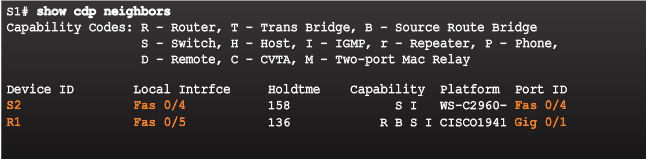 S1# show cdp neighbors
Capability Codes: R - Router, T - Trans Bridge, B - Source Route Bridge
S - Switch, H - Host, I - IGMP, r - Repeater, P - Phone,
D - Remote, C - CVTA, M - Two-port Mac Relay
Device ID Local Intrfce Holdtme Capability Platform Port ID
S2 Fas 0/4 158 S I WS-C2960- Fas 0/4
R1 Fas 0/5 136 R B S I CISCO1941 Gig 0/1